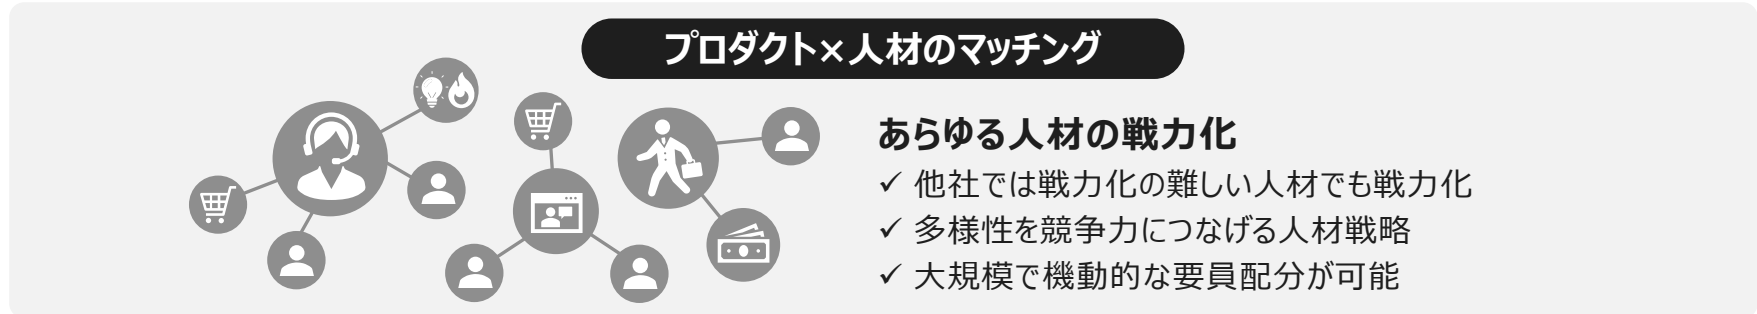 プロダクト×人材のマッチング
あらゆる人材の戦力化
✓ 他社では戦力化の難しい人材でも戦力化
✓ 多様性を競争力につなげる人材戦略
✓ 大規模で機動的な要員配分が可能